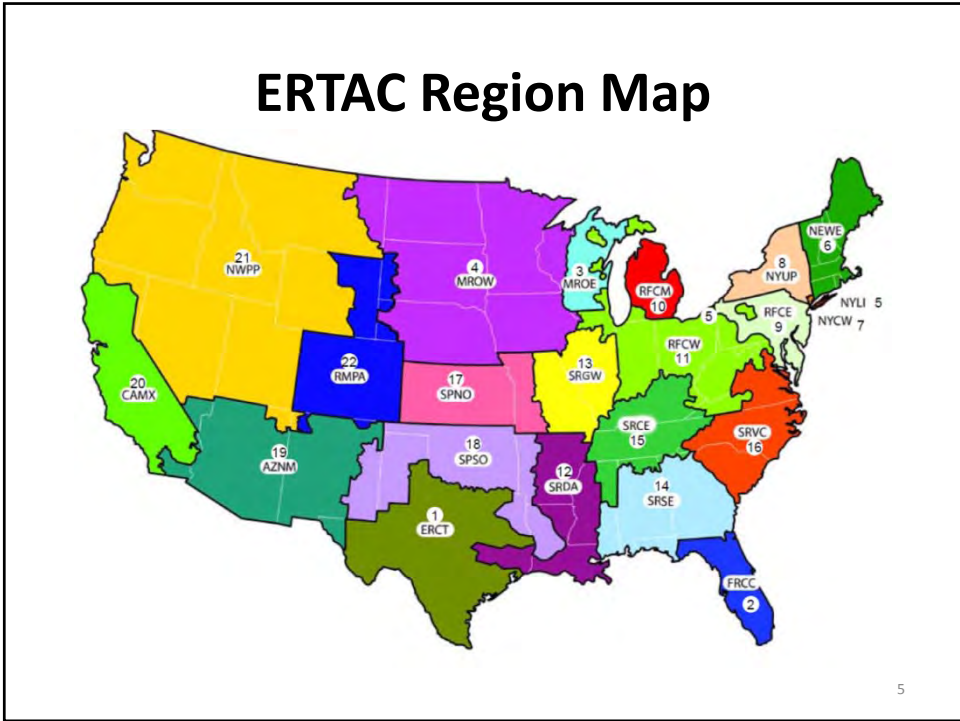 ERTAC Region Map
21
NWPP
4
MROW
3
MROE
RFCM
10
NEWE
6
8
NYUP
NYLI 5
NYCW 7
5
RFCE
9
RFCW
11
22
RMPA
17
SPNO
13
SRGW
20
CAMX
SRCE
15
SRVC
16
19
AZNM
18
SPSO
12
SRDA
14
SRSE
1
ERCT
FRCC
2
5